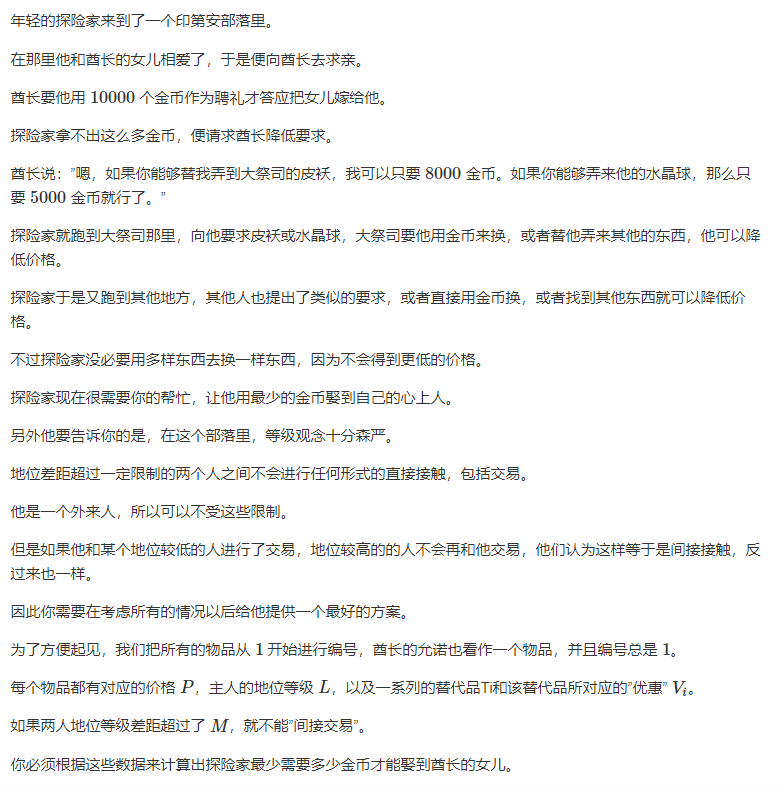 年轻的探险家来到了一个印第安部落里。
在那里他和酋长的女儿相爱了，于是便向酋长去求亲。
酋长要他用 10000 个金币作为聘礼才答应把女儿嫁给他。
探险家拿不出这么多金币，便请求酋长降低要求。
酋长说："嗯，如果你能够替我弄到大祭司的皮袄，我可以只要 8000 金币。如果你能够弄来他的水晶球，那么只
要 5000 金币就行了。"
探险家就跑到大祭司那里，向他要求皮袄或水晶球，大祭司要他用金币来换，或者替他弄来其他的东西，他可以降
低价格。
探险家于是又跑到其他地方，其他人也提出了类似的要求，或者直接用金币换，或者找到其他东西就可以降低价
格。
不过探险家没必要用多样东西去换一样东西，因为不会得到更低的价格。
探险家现在很需要你的帮忙，让他用最少的金币娶到自己的心上人。
另外他要告诉你的是，在这个部落里，等级观念十分森严。
地位差距超过一定限制的两个人之间不会进行任何形式的直接接触，包括交易。
他是一个外来人，所以可以不受这些限制。
但是如果他和某个地位较低的人进行了交易，地位较高的的人不会再和他交易，他们认为这样等于是间接接触，反
过来也一样。
因此你需要在考虑所有的情况以后给他提供一个最好的方案。
为了方便起见，我们把所有的物品从 1 开始进行编号，酋长的允诺也看作一个物品，并且编号总是 1。
每个物品都有对应的价格 P，主人的地位等级 L，以及一系列的替代品Ti和该替代品所对应的"优惠" Vi。
如果两人地位等级差距超过了 M，就不能"间接交易"。
你必须根据这些数据来计算出探险家最少需要多少金币才能娶到酋长的女儿。